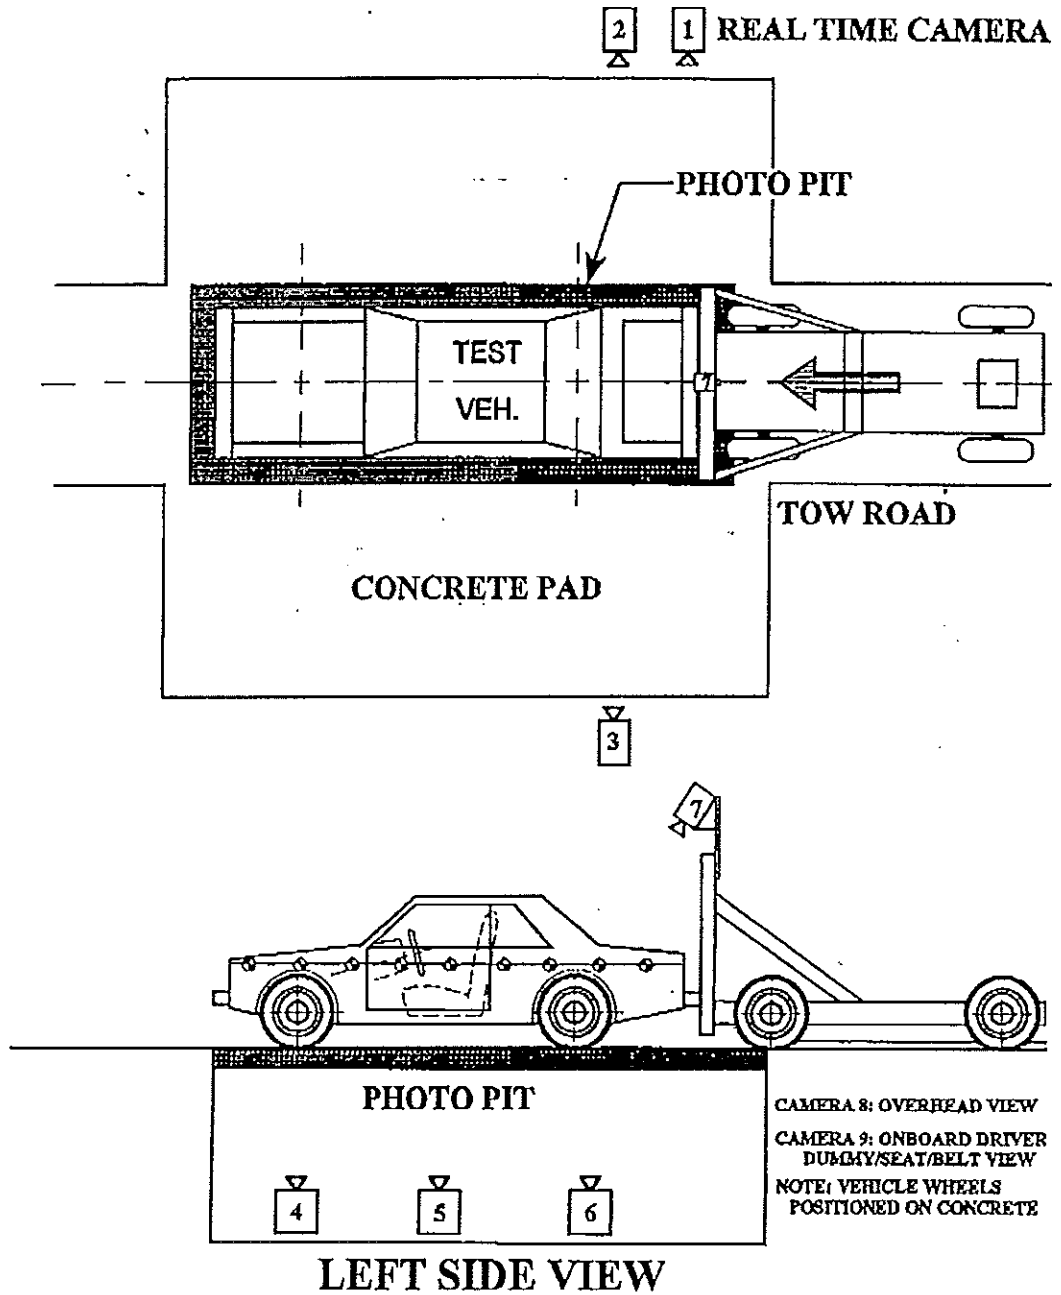 2 1 REAL TIME CAMERA
PHOTO PIT
TEST
VEH.
7
TOW ROAD
CONCRETE PAD
3
7
PHOTO PIT
CAMERA 8: OVERHEAD VIEW
CAMERA 9: ONBOARD DRIVER
DUMMY/SEAT/BELT VIEW
NOTE: VEHICLE WHEELS
POSITIONED ON CONCRETE
4 5 6
LEFT SIDE VIEW